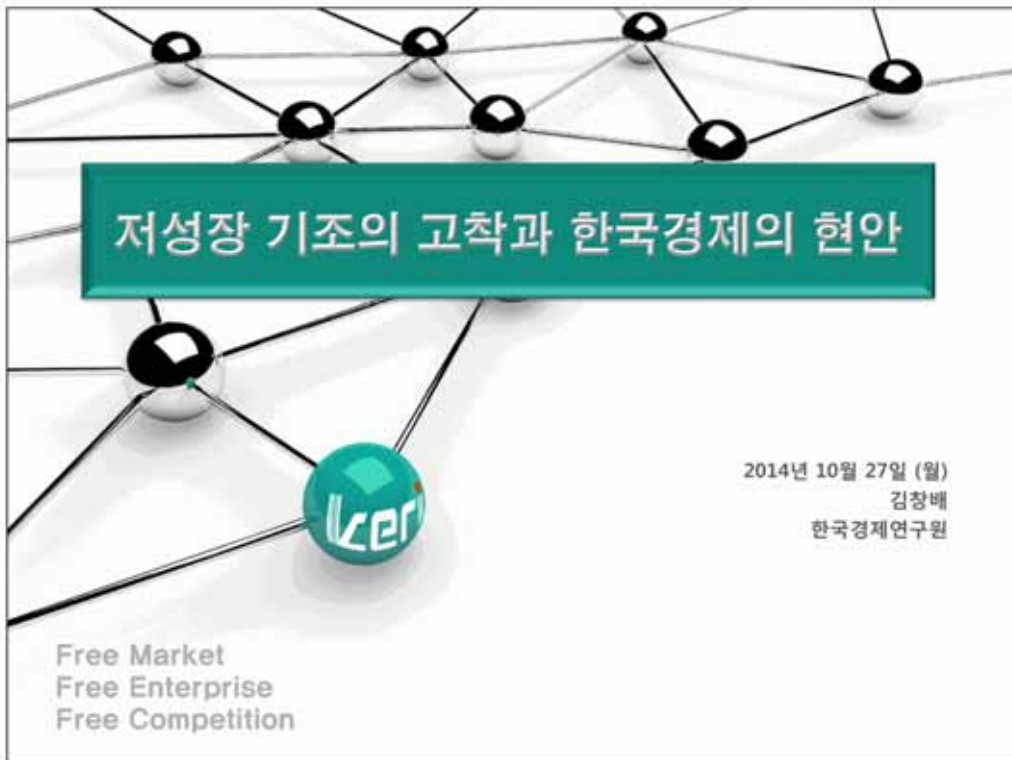 저성장 기조의 고착과 한국경제의 현안
2014년 10월 27일 (월)
김창배
한국경제연구원
keri
Free Market
Free Enterprise
Free Competition